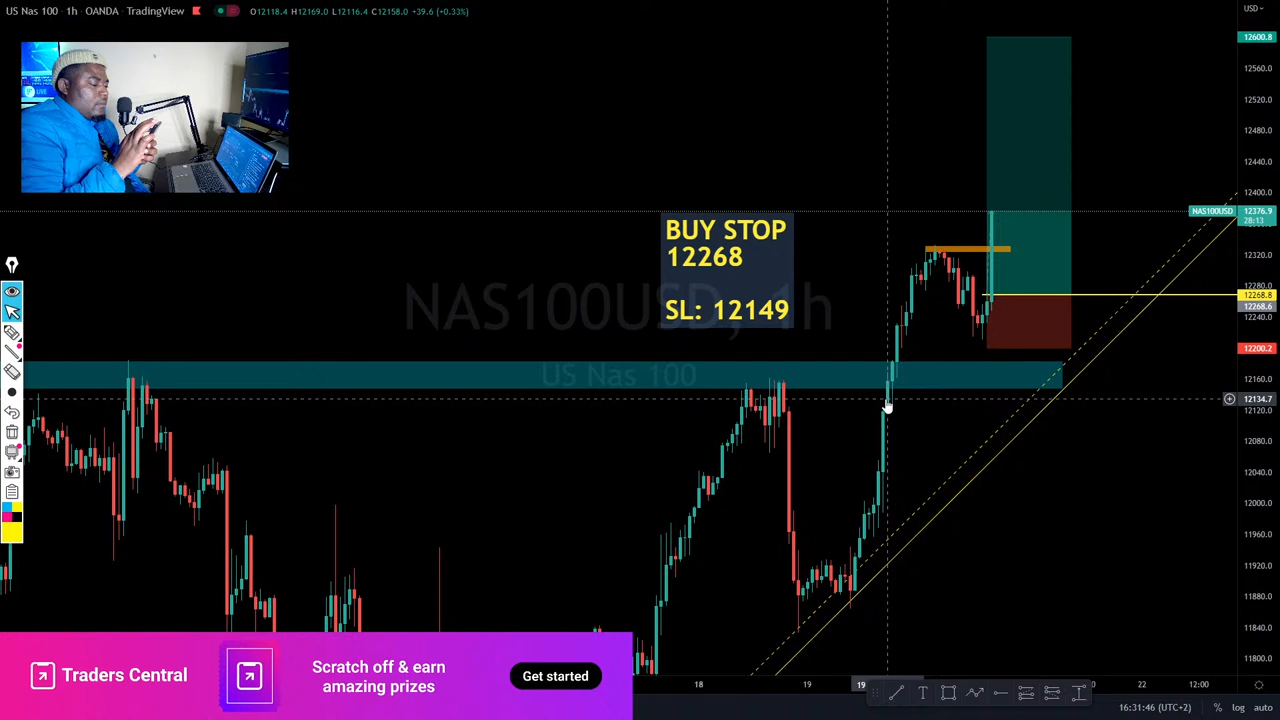 US Nas 100 · 1h · OANDA · TradingView
O12118.4 H12169.0 L12116.4 C12158.0 +39.6 (+0.33%)
USD
12600.8
12560.0
12520.0
12480.0
12440.0
12400.0
NAS100USD 12376.9
28:13
12320.0
12280.0
12268.8
12268.6
12240.0
12200.2
12160.0
12134.7
12120.0
12080.0
12040.0
12000.0
11960.0
11920.0
11880.0
11840.0
11800.0
LIVE
BUY STOP
12268
SL: 12149
NAS100USD, 1h
US Nas 100
18
19
19
22
12:00
Traders Central
Scratch off & earn
amazing prizes
Get started
16:31:46 (UTC+2)
% log auto